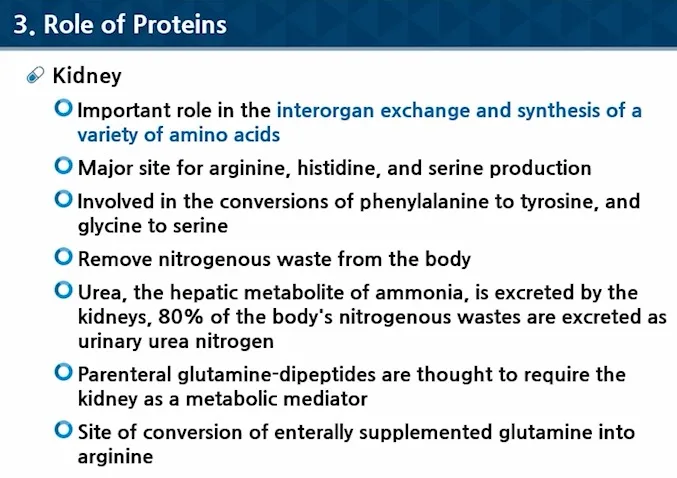 3. Role of Proteins
Kidney
Important role in the interorgan exchange and synthesis of a
variety of amino acids
Major site for arginine, histidine, and serine production
Involved in the conversions of phenylalanine to tyrosine, and
glycine to serine
Remove nitrogenous waste from the body
Urea, the hepatic metabolite of ammonia, is excreted by the
kidneys, 80% of the body's nitrogenous wastes are excreted as
urinary urea nitrogen
Parenteral glutamine-dipeptides are thought to require the
kidney as a metabolic mediator
Site of conversion of enterally supplemented glutamine into
arginine